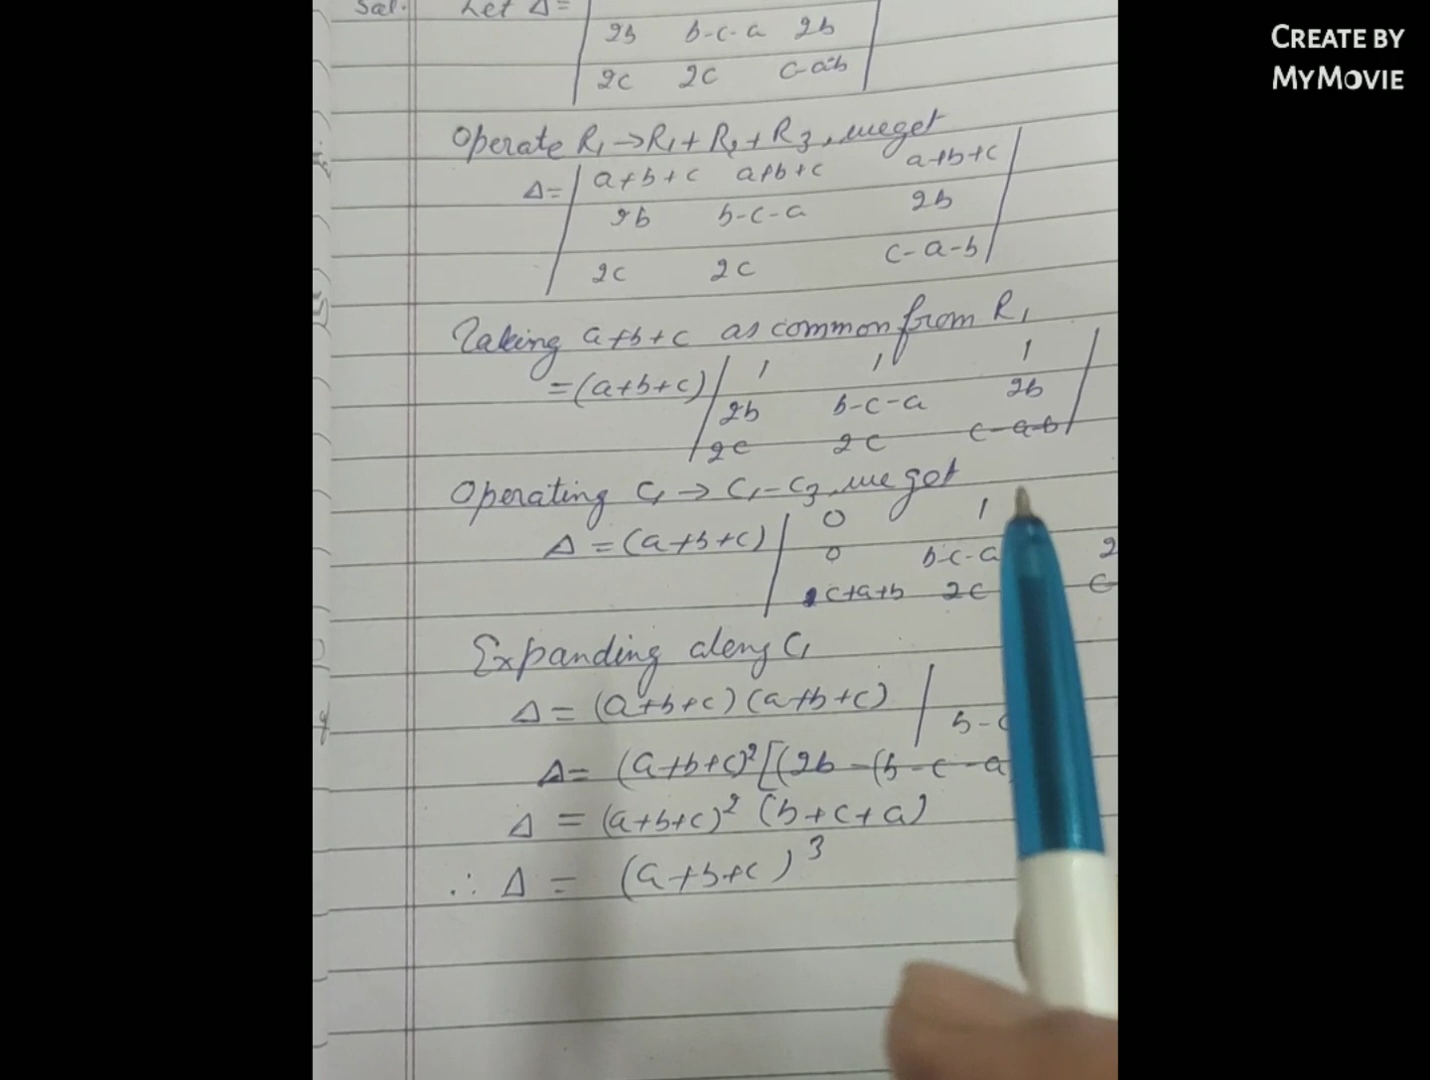 Sol. Let Δ=
2b b-c-a 2b
2c 2c c-a-b
Operate R₁→R₁+R₂+R₃, we get
Δ= | a+b+c a+b+c a+b+c |
2b b-c-a 2b
2c 2c c-a-b
Taking a+b+c as common from R₁
=(a+b+c) | 1 1 1 |
2b b-c-a 2b
2c 2c c-a-b
Operating C₁→C₁-C₃, we get
Δ=(a+b+c) | 0 1
0 b-c-a 2
c+a+b 2c c-
Expanding along C₁
Δ= (a+b+c)(a+b+c) |
b-c
Δ= (a+b+c)²[(2b-(b-c-a
Δ = (a+b+c)² (b+c+a)
∴ Δ = (a+b+c)³
CREATE BY
MYMOVIE